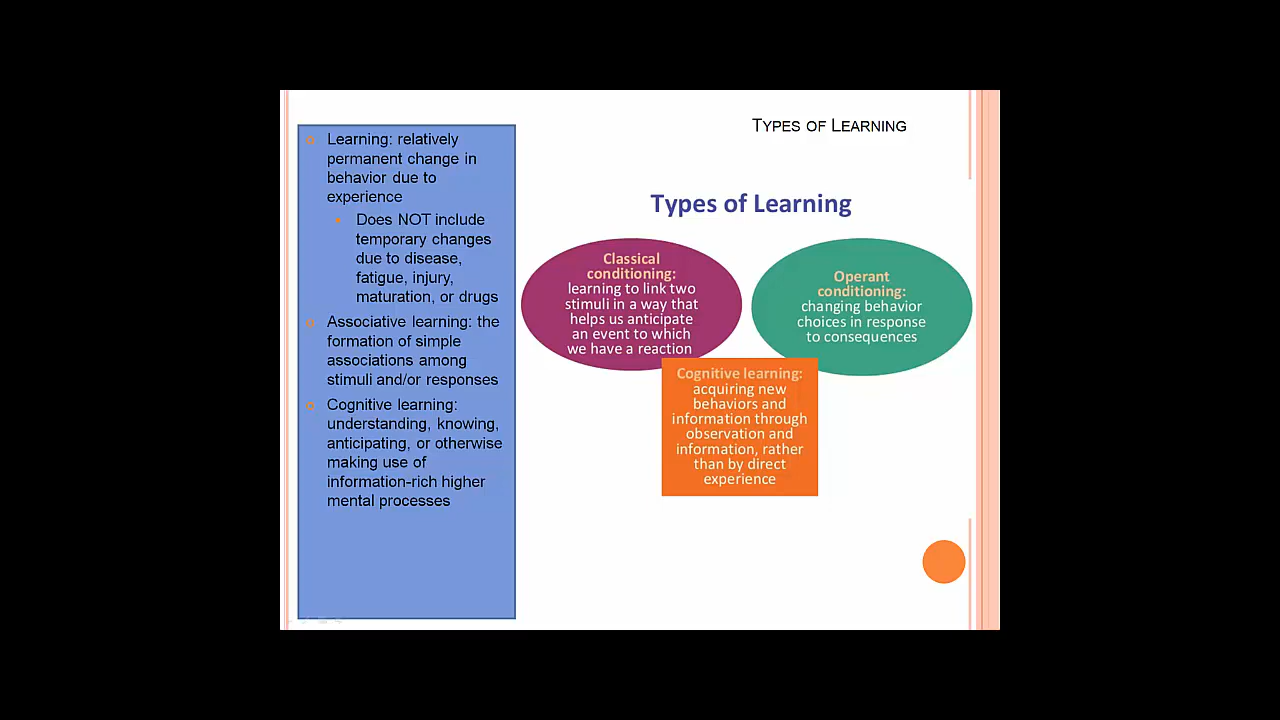 TYPES OF LEARNING
Learning: relatively
permanent change in
behavior due to
experience
Does NOT include
temporary changes
due to disease,
fatigue, injury,
maturation, or drugs
Associative learning: the
formation of simple
associations among
stimuli and/or responses
Cognitive learning:
understanding, knowing,
anticipating, or otherwise
making use of
information-rich higher
mental processes
Types of Learning
Classical
conditioning:
learning to link two
stimuli in a way that
helps us anticipate
an event to which
we have a reaction
Operant
conditioning:
changing behavior
choices in response
to consequences
Cognitive learning:
acquiring new
behaviors and
information through
observation and
information, rather
than by direct
experience